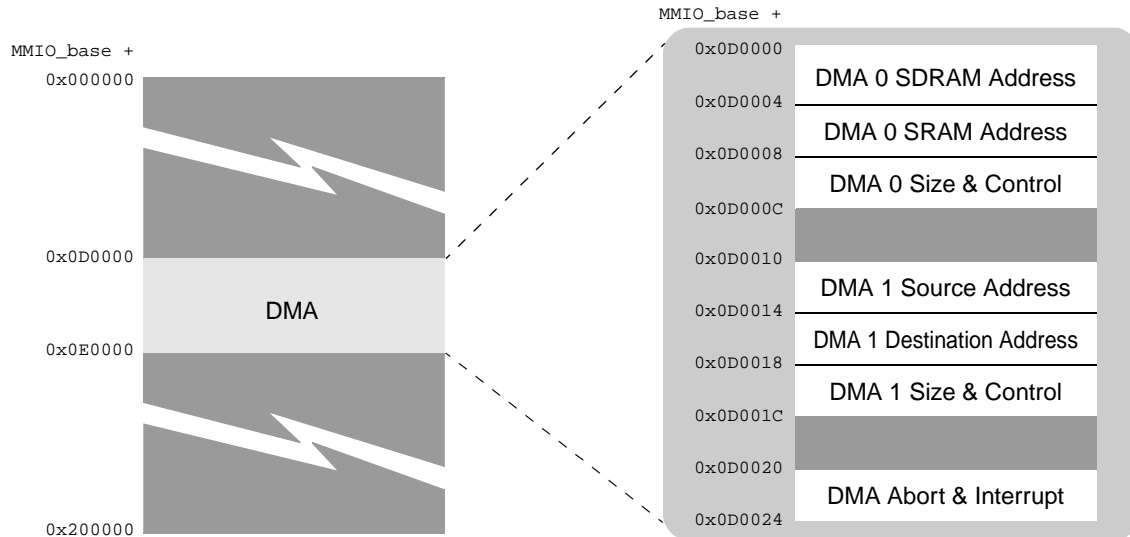 MMIO_base +
0x000000
0x0D0000
DMA
0x0E0000
0x200000
MMIO_base +
0x0D0000
DMA 0 SDRAM Address
0x0D0004
DMA 0 SRAM Address
0x0D0008
DMA 0 Size & Control
0x0D000C
0x0D0010
DMA 1 Source Address
0x0D0014
DMA 1 Destination Address
0x0D0018
DMA 1 Size & Control
0x0D001C
0x0D0020
DMA Abort & Interrupt
0x0D0024